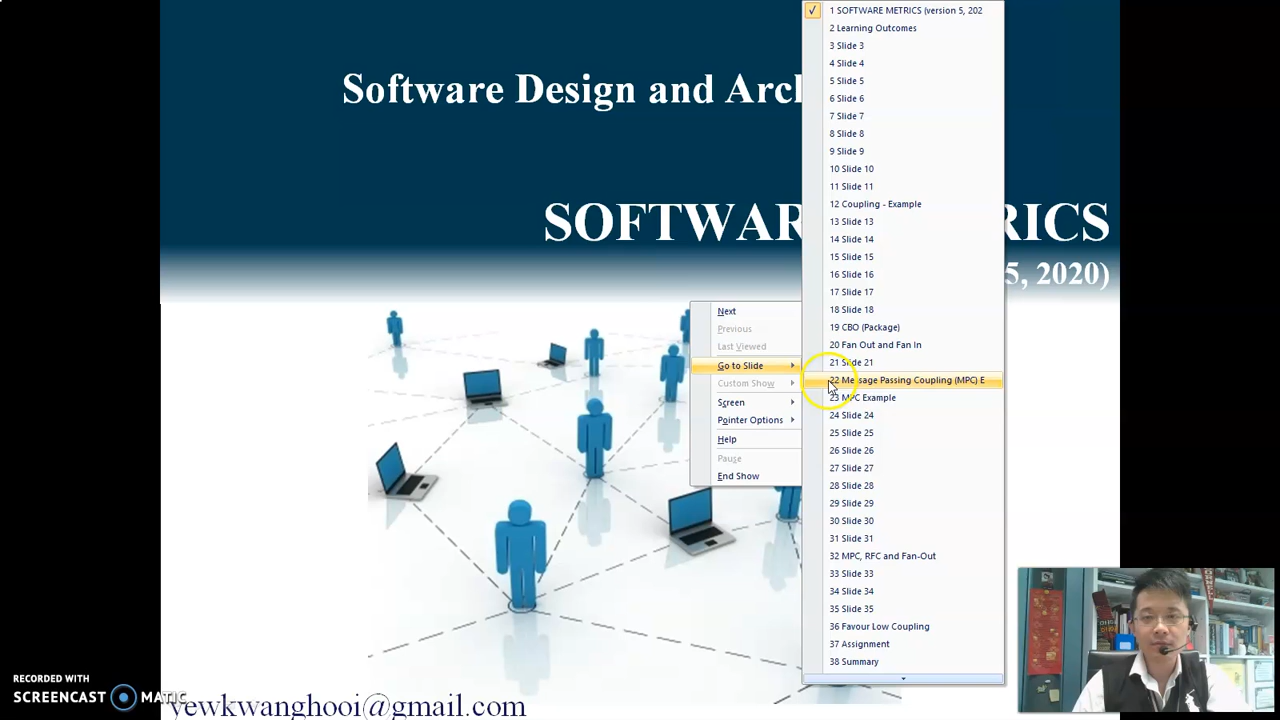 Software Design and Arc
SOFTWAR RICS
5, 2020)
Next
Previous
Last Viewed
Go to Slide
Custom Show
Screen
Pointer Options
Help
Pause
End Show
1 SOFTWARE METRICS (version 5, 202
2 Learning Outcomes
3 Slide 3
4 Slide 4
5 Slide 5
6 Slide 6
7 Slide 7
8 Slide 8
9 Slide 9
10 Slide 10
11 Slide 11
12 Coupling - Example
13 Slide 13
14 Slide 14
15 Slide 15
16 Slide 16
17 Slide 17
18 Slide 18
19 CBO (Package)
20 Fan Out and Fan In
21 Slide 21
22 Message Passing Coupling (MPC) E
23 MPC Example
24 Slide 24
25 Slide 25
26 Slide 26
27 Slide 27
28 Slide 28
29 Slide 29
30 Slide 30
31 Slide 31
32 MPC, RFC and Fan-Out
33 Slide 33
34 Slide 34
35 Slide 35
36 Favour Low Coupling
37 Assignment
38 Summary
RECORDED WITH
SCREENCAST MATIC
yewkwanghooi@gmail.com